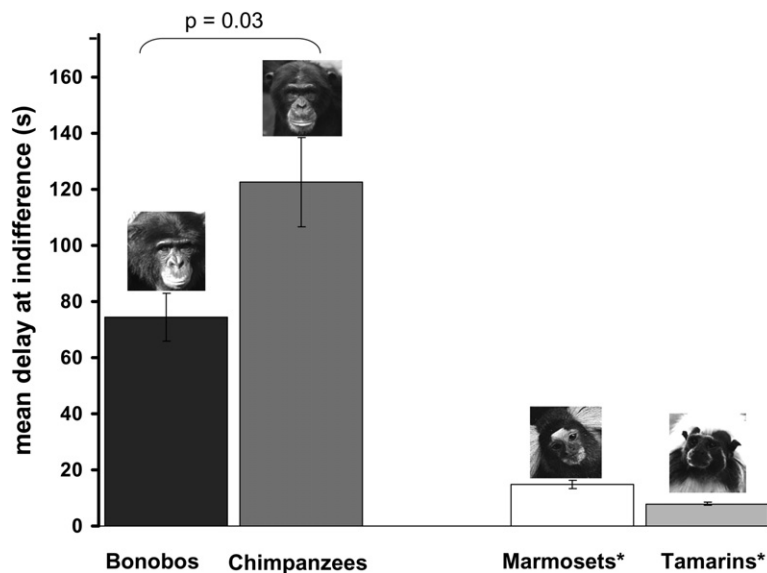 p = 0.03
mean delay at indifference (s)
160
140
120
100
80
60
40
20
0
Bonobos
Chimpanzees
Marmosets*
Tamarins*